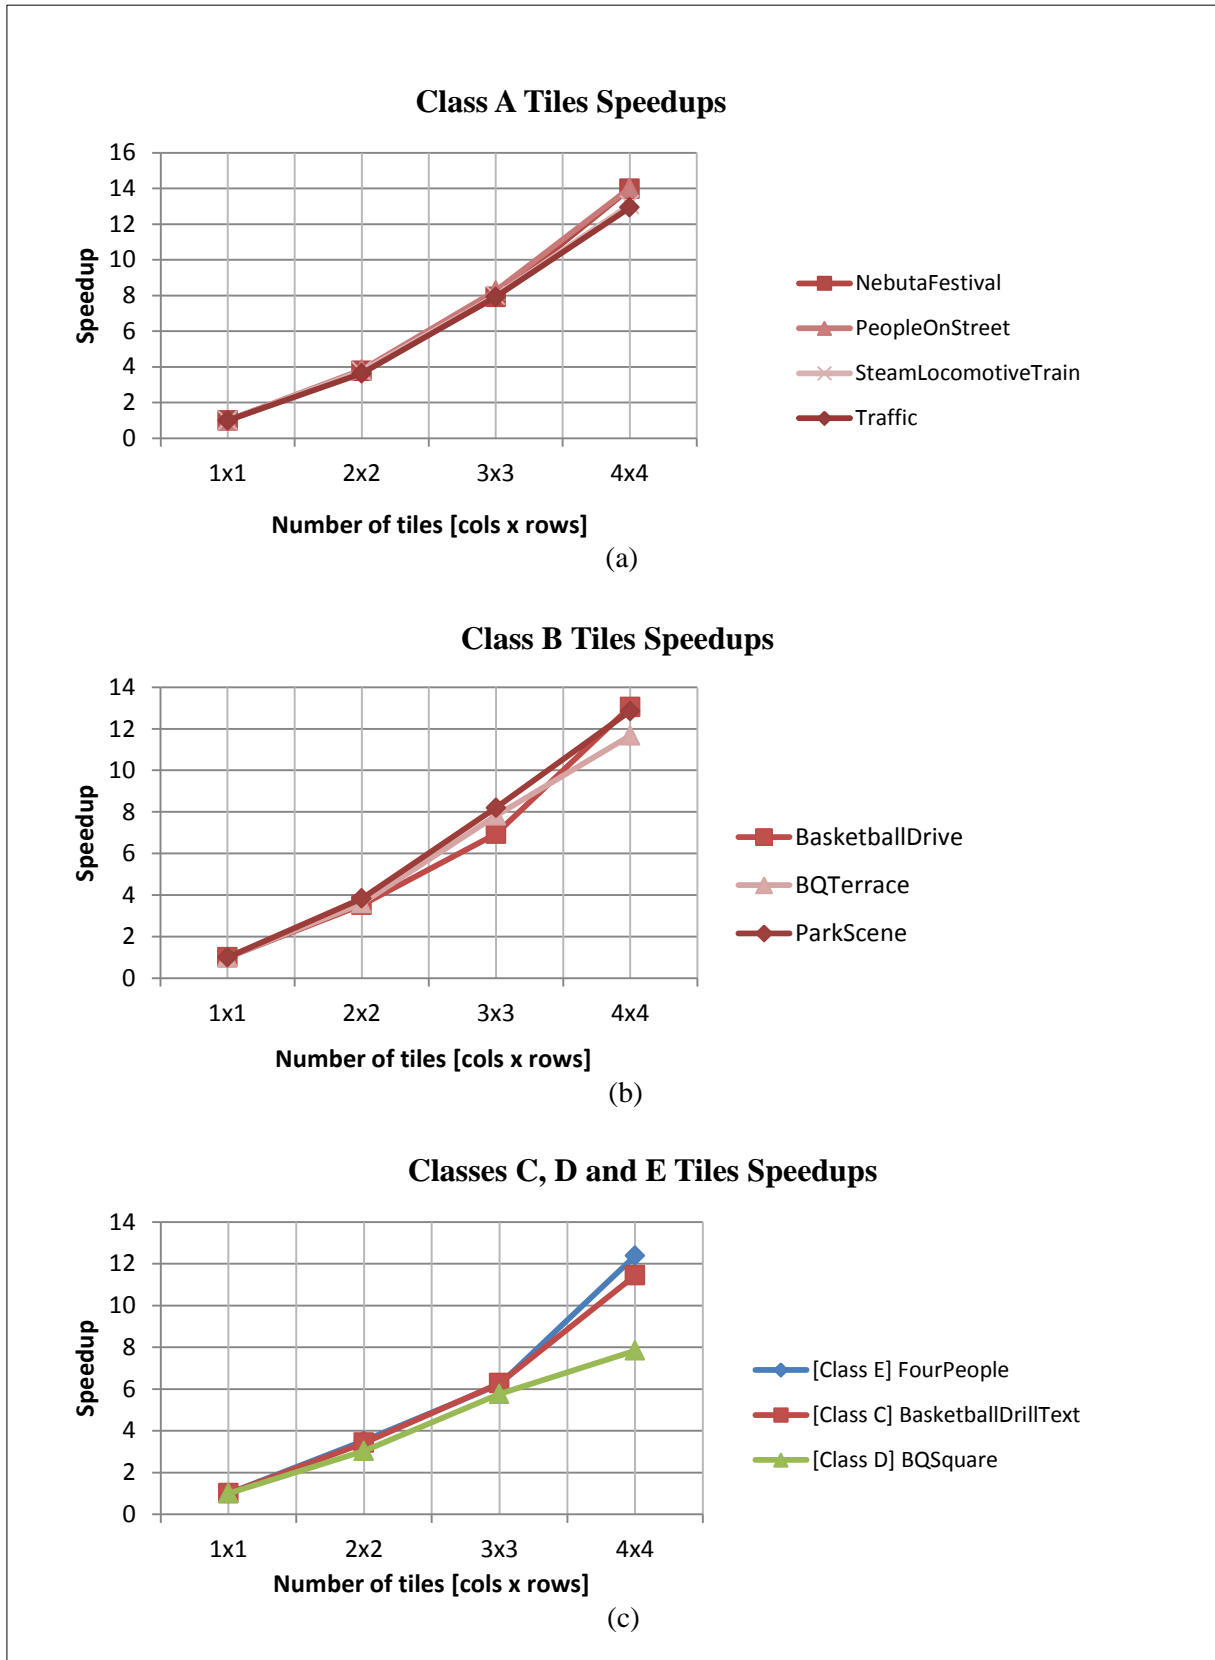 Class A Tiles Speedups
16
14
12
10
8
6
4
2
0
Speedup
1x1 2x2 3x3 4x4
Number of tiles [cols x rows]
NebutaFestival
PeopleOnStreet
SteamLocomotiveTrain
Traffic
(a)
Class B Tiles Speedups
14
12
10
8
6
4
2
0
Speedup
1x1 2x2 3x3 4x4
Number of tiles [cols x rows]
BasketballDrive
BQTerrace
ParkScene
(b)
Classes C, D and E Tiles Speedups
14
12
10
8
6
4
2
0
Speedup
1x1 2x2 3x3 4x4
Number of tiles [cols x rows]
[Class E] FourPeople
[Class C] BasketballDrillText
[Class D] BQSquare
(c)